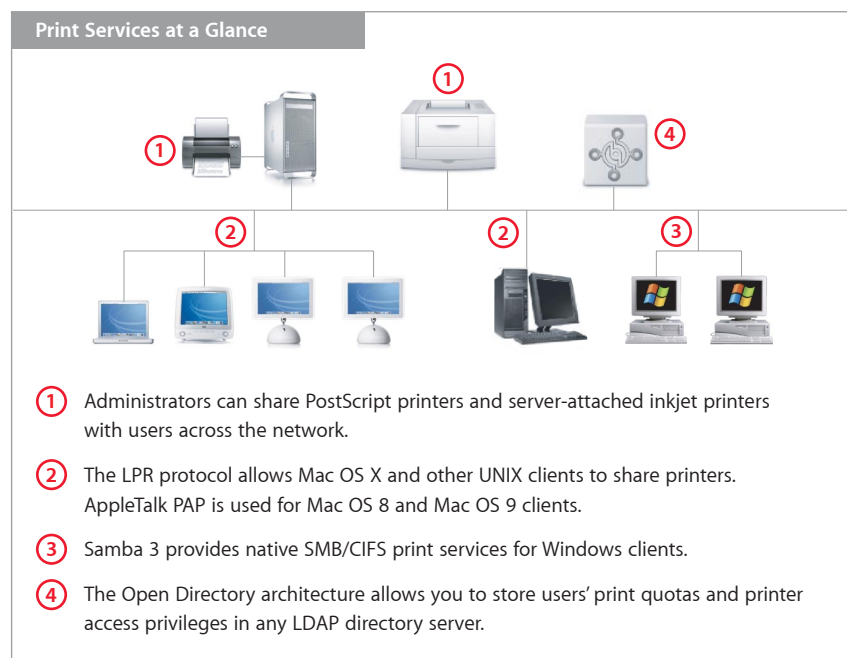 Print Services at a Glance
1
1
4
2
2
3
1 Administrators can share PostScript printers and server-attached inkjet printers
with users across the network.
2 The LPR protocol allows Mac OS X and other UNIX clients to share printers.
AppleTalk PAP is used for Mac OS 8 and Mac OS 9 clients.
3 Samba 3 provides native SMB/CIFS print services for Windows clients.
4 The Open Directory architecture allows you to store users’ print quotas and printer
access privileges in any LDAP directory server.